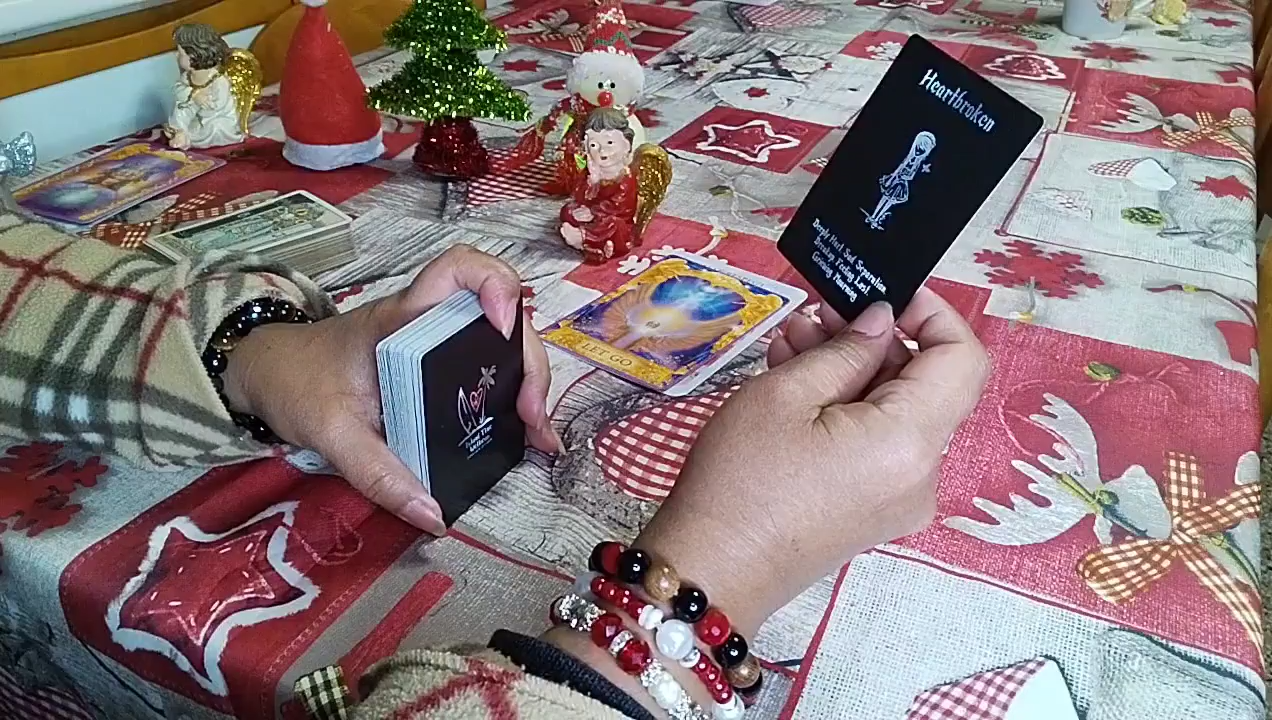 Heartbroken
Deeply Hurt Sad Separation
Breakup Feeling Lost
Grieving Mourning
LET GO